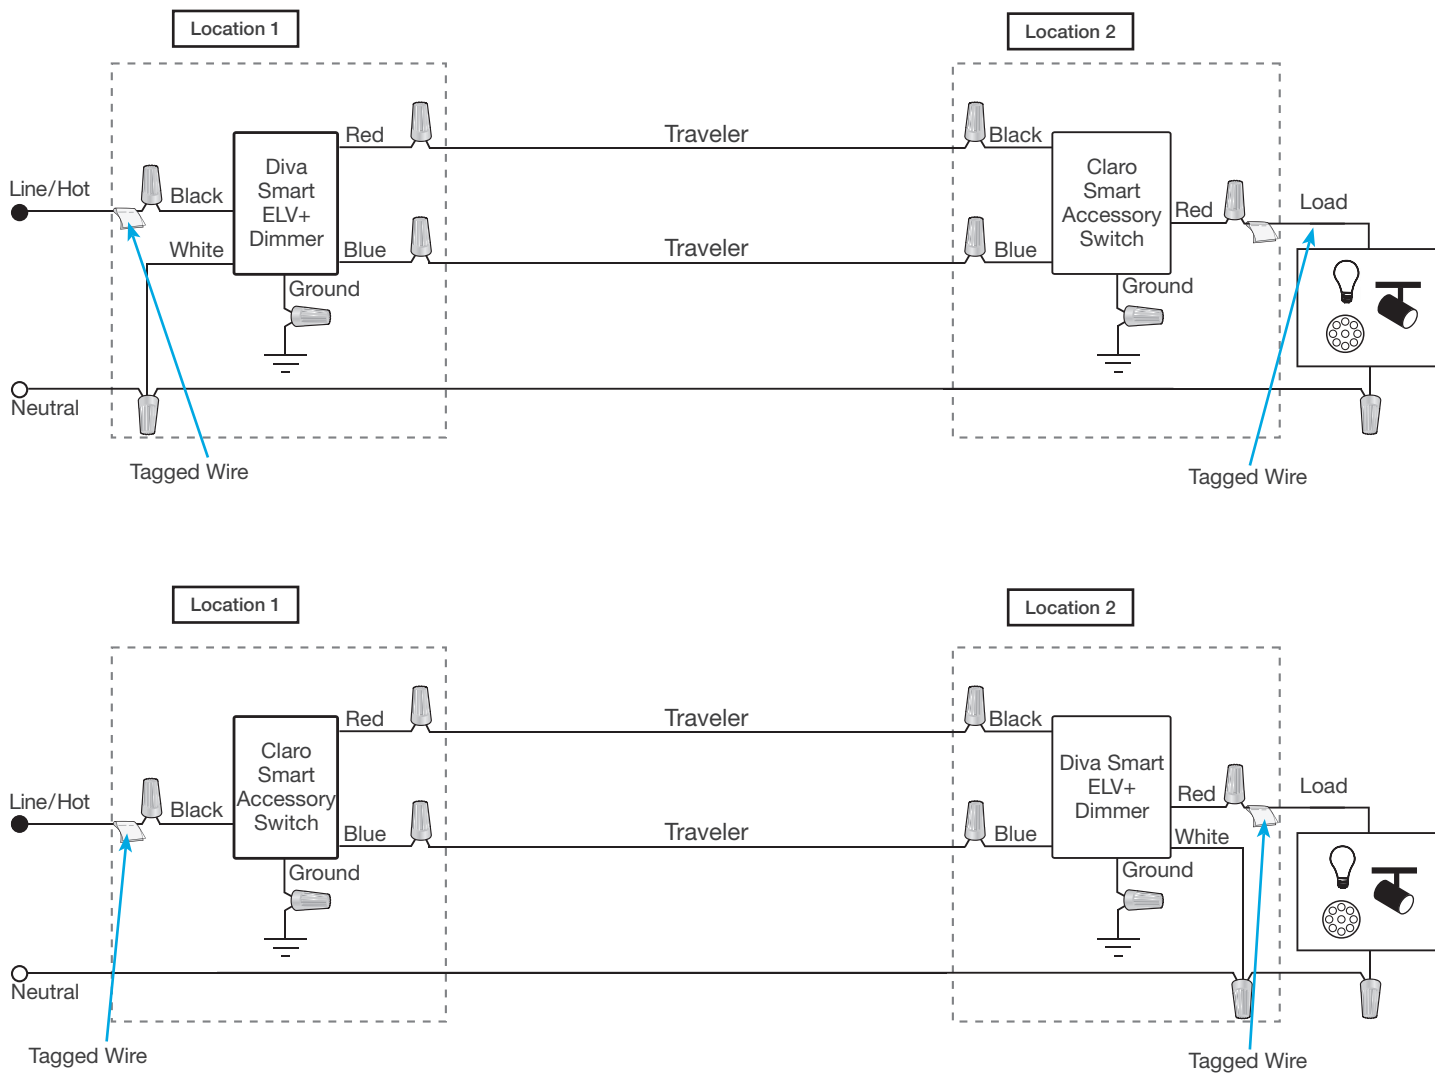 Location 1
Location 2
Red
Traveler
Black
Line/Hot
Black
Diva
Smart
ELV+
Dimmer
Claro
Smart
Accessory
Switch
Red
Load
White
Blue
Traveler
Blue
Ground
Ground
Neutral
Tagged Wire
Tagged Wire
Location 1
Location 2
Red
Traveler
Black
Line/Hot
Black
Claro
Smart
Accessory
Switch
Diva Smart
ELV+
Dimmer
Red
Load
Blue
Traveler
Blue
White
Ground
Ground
Neutral
Tagged Wire
Tagged Wire